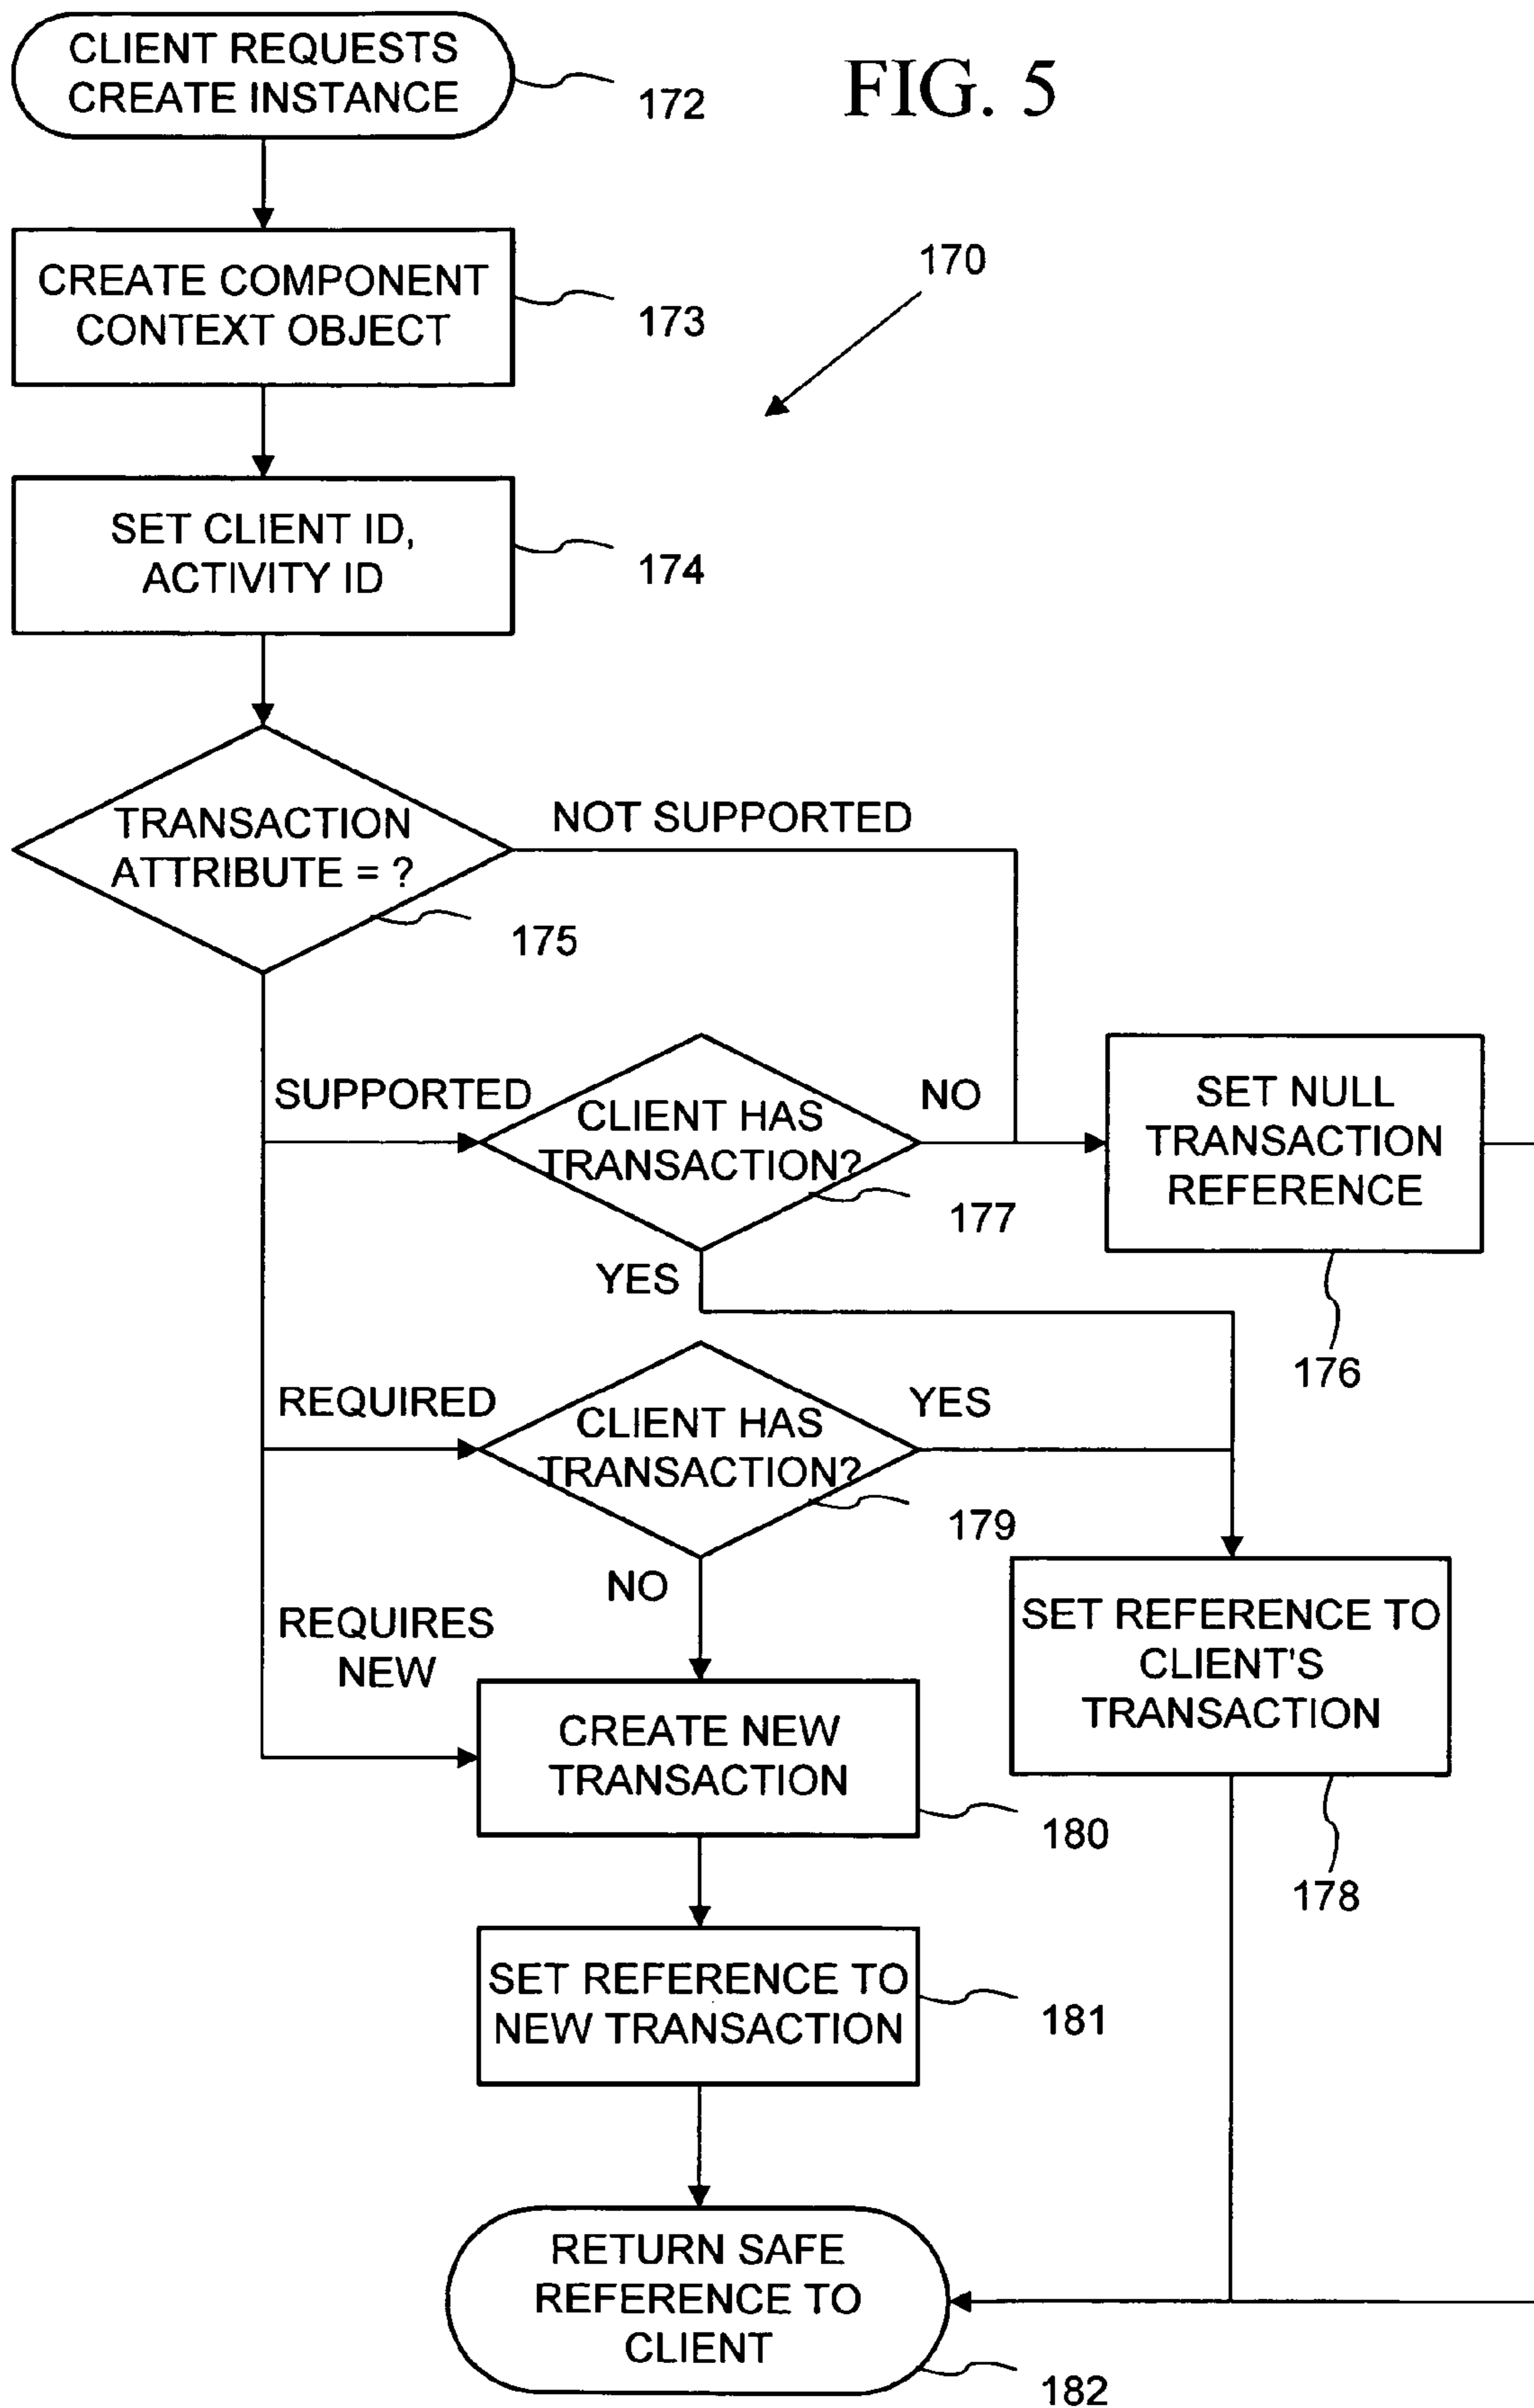 CLIENT REQUESTS
CREATE INSTANCE
172
FIG. 5
CREATE COMPONENT
CONTEXT OBJECT
173
170
SET CLIENT ID,
ACTIVITY ID
174
TRANSACTION
ATTRIBUTE = ?
175
NOT SUPPORTED
SUPPORTED
CLIENT HAS
TRANSACTION?
177
NO
YES
SET NULL
TRANSACTION
REFERENCE
176
REQUIRED
CLIENT HAS
TRANSACTION?
179
YES
NO
SET REFERENCE TO
CLIENT'S
TRANSACTION
178
REQUIRES
NEW
CREATE NEW
TRANSACTION
180
SET REFERENCE TO
NEW TRANSACTION
181
RETURN SAFE
REFERENCE TO
CLIENT
182